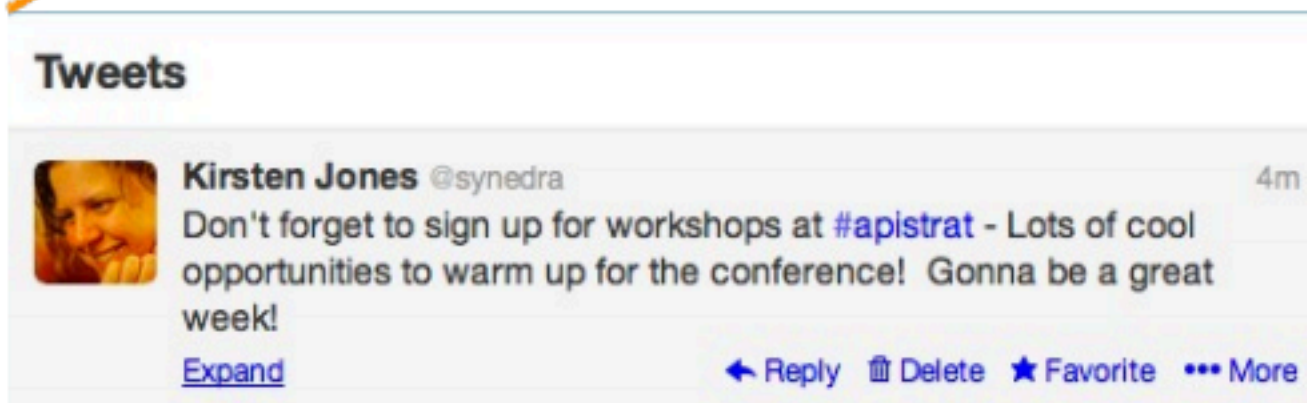 Tweets
Kirsten Jones @synedra 4m
Don't forget to sign up for workshops at #apistrat - Lots of cool
opportunities to warm up for the conference!  Gonna be a great
week!
Expand Reply Delete Favorite More